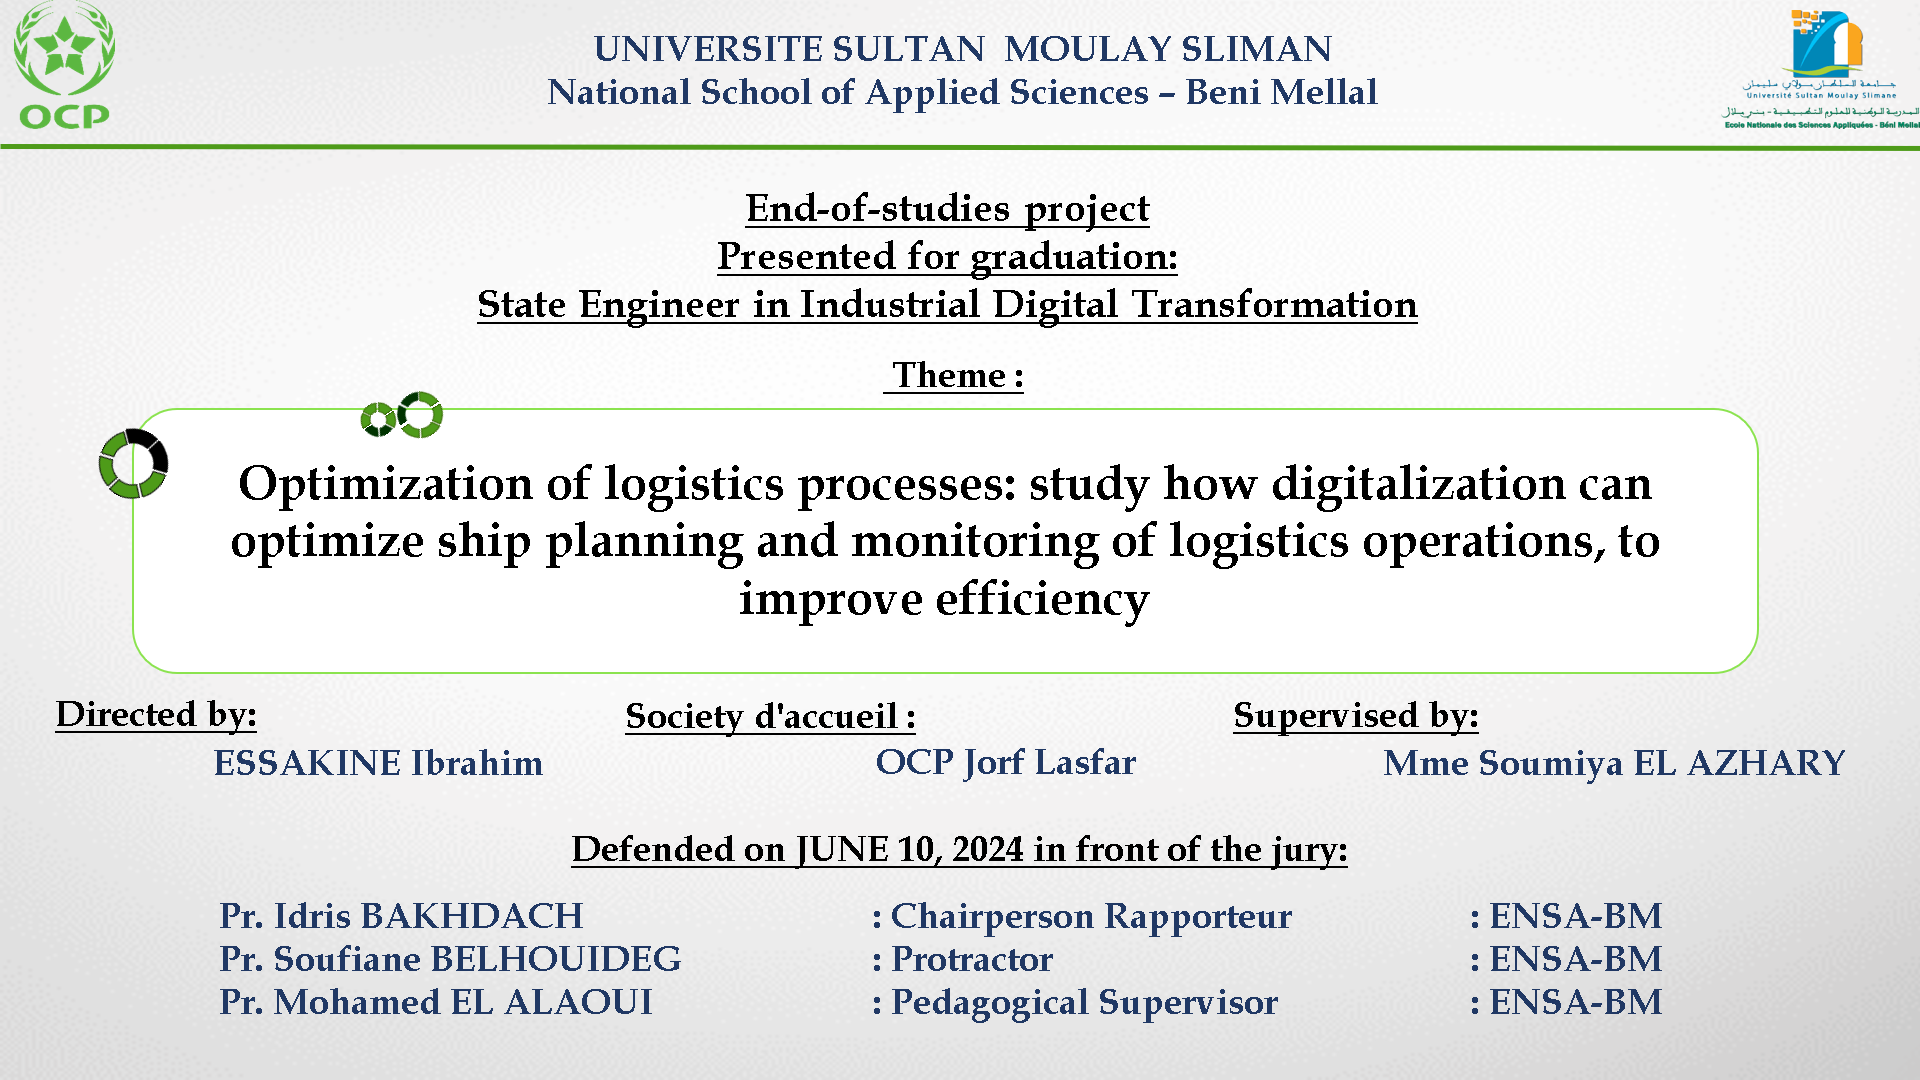 OCP
UNIVERSITE SULTAN MOULAY SLIMAN
National School of Applied Sciences – Beni Mellal
جامعة السلطان مولاي سليمان
Université Sultan Moulay Slimane
المدرسة الوطنية للعلوم التطبيقية - بني ملال
Ecole Nationale des Sciences Appliquées - Béni Mellal
End-of-studies project
Presented for graduation:
State Engineer in Industrial Digital Transformation
Theme :
Optimization of logistics processes: study how digitalization can
optimize ship planning and monitoring of logistics operations, to
improve efficiency
Directed by:
ESSAKINE Ibrahim
Society d'accueil :
OCP Jorf Lasfar
Supervised by:
Mme Soumiya EL AZHARY
Defended on JUNE 10, 2024 in front of the jury:
Pr. Idris BAKHDACH : Chairperson Rapporteur : ENSA-BM
Pr. Soufiane BELHOUIDEG : Protractor : ENSA-BM
Pr. Mohamed EL ALAOUI : Pedagogical Supervisor : ENSA-BM